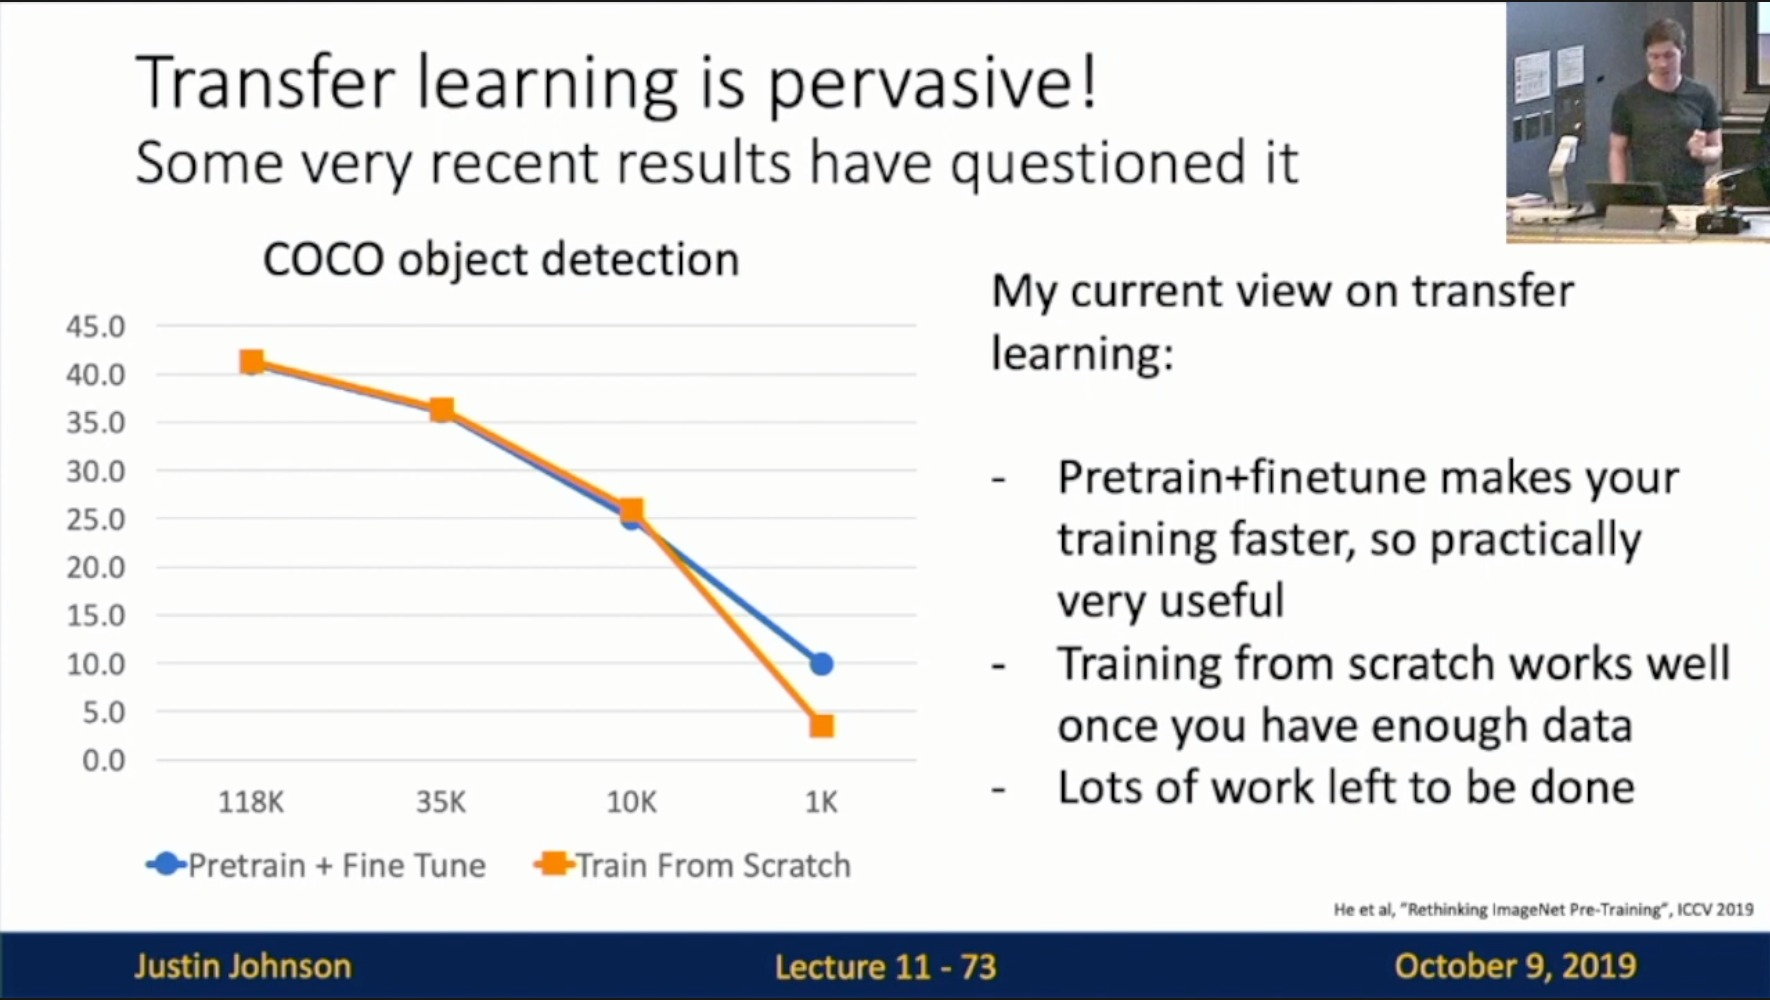 Transfer learning is pervasive!
Some very recent results have questioned it
COCO object detection
45.0
40.0
35.0
30.0
25.0
20.0
15.0
10.0
5.0
0.0
118K 35K 10K 1K
Pretrain + Fine Tune Train From Scratch
My current view on transfer
learning:
- Pretrain+finetune makes your
training faster, so practically
very useful
- Training from scratch works well
once you have enough data
- Lots of work left to be done
He et al, "Rethinking ImageNet Pre-Training", ICCV 2019
Justin Johnson Lecture 11 - 73 October 9, 2019